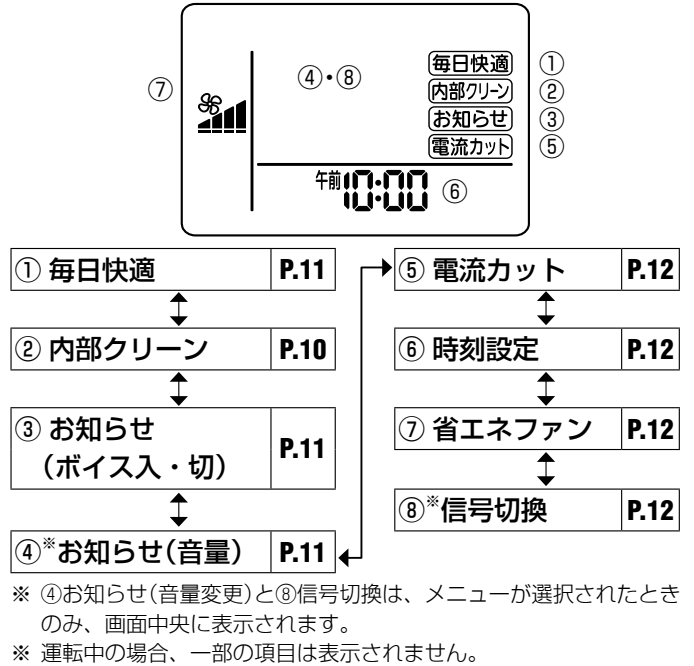 ④・⑧
毎日快適 ①
⑦
内部クリーン ②
お知らせ ③
電流カット ⑤
午前10:00 ⑥
① 毎日快適 P.11
② 内部クリーン P.10
③ お知らせ
（ボイス入・切） P.11
④※お知らせ（音量） P.11
⑤ 電流カット P.12
⑥ 時刻設定 P.12
⑦ 省エネファン P.12
⑧※信号切換 P.12
※ ④お知らせ（音量変更）と⑧信号切換は、メニューが選択されたとき
のみ、画面中央に表示されます。
※ 運転中の場合、一部の項目は表示されません。